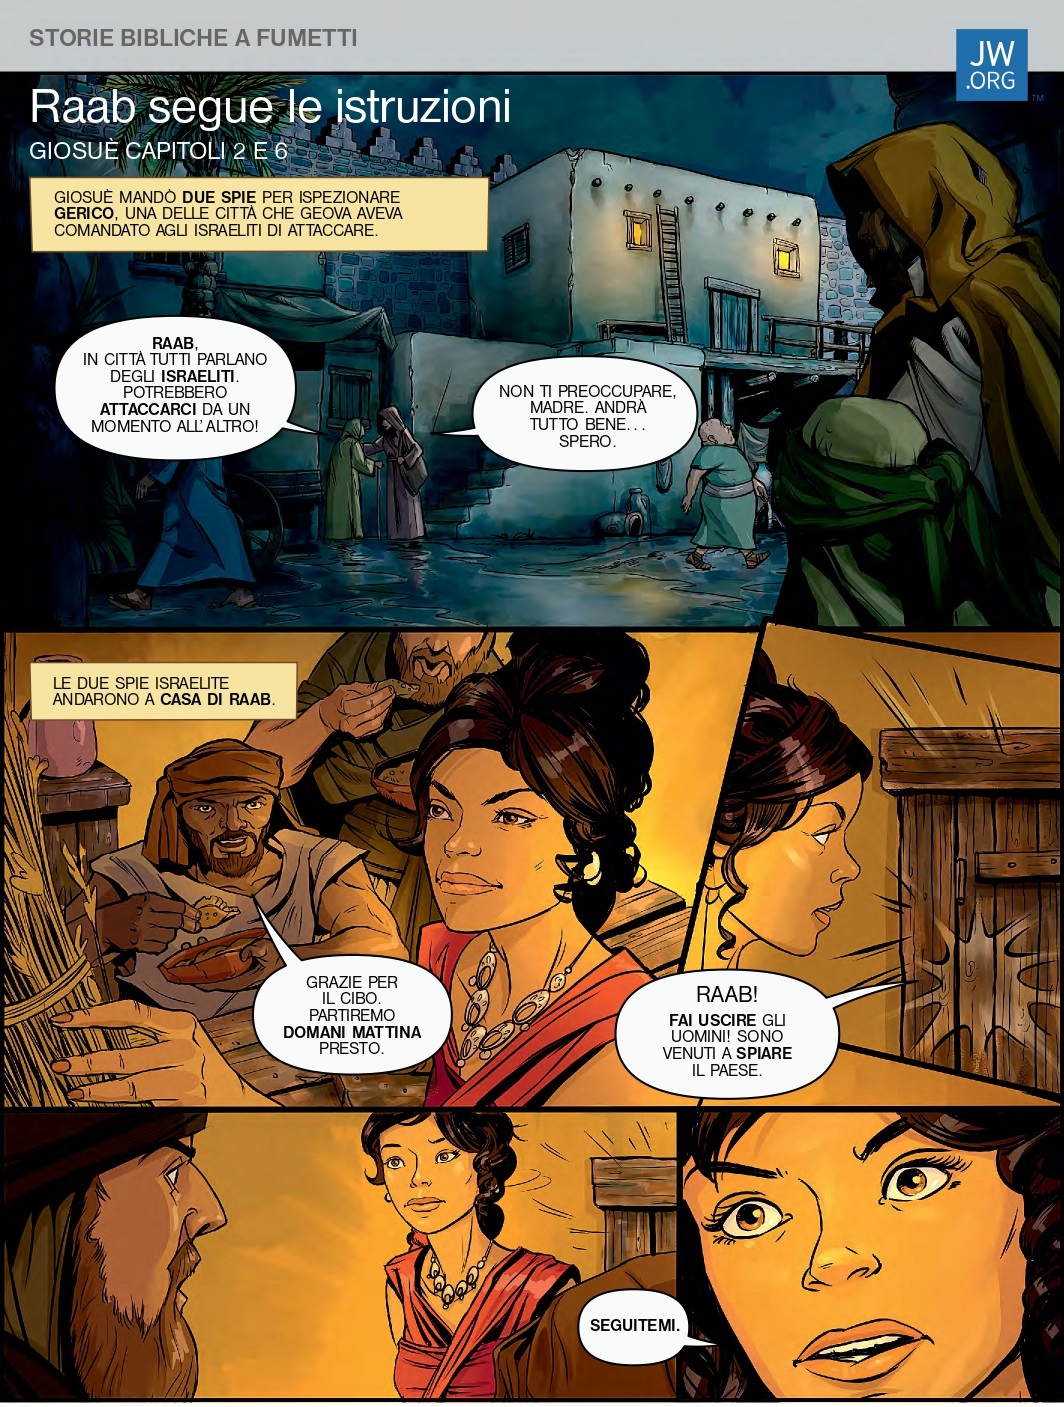 STORIE BIBLICHE A FUMETTI
JW
.ORG
TM
Raab segue le istruzioni
GIOSUÈ CAPITOLI 2 E 6
GIOSUÈ MANDÒ DUE SPIE PER ISPEZIONARE
GERICO, UNA DELLE CITTÀ CHE GEOVA AVEVA
COMANDATO AGLI ISRAELITI DI ATTACCARE.
RAAB,
IN CITTÀ TUTTI PARLANO
DEGLI ISRAELITI.
POTREBBERO
ATTACCARCI DA UN
MOMENTO ALL'ALTRO!
NON TI PREOCCUPARE,
MADRE. ANDRÀ
TUTTO BENE...
SPERO.
LE DUE SPIE ISRAELITE
ANDARONO A CASA DI RAAB.
GRAZIE PER
IL CIBO.
PARTIREMO
DOMANI MATTINA
PRESTO.
RAAB!
FAI USCIRE GLI
UOMINI! SONO
VENUTI A SPIARE
IL PAESE.
SEGUITEMI.